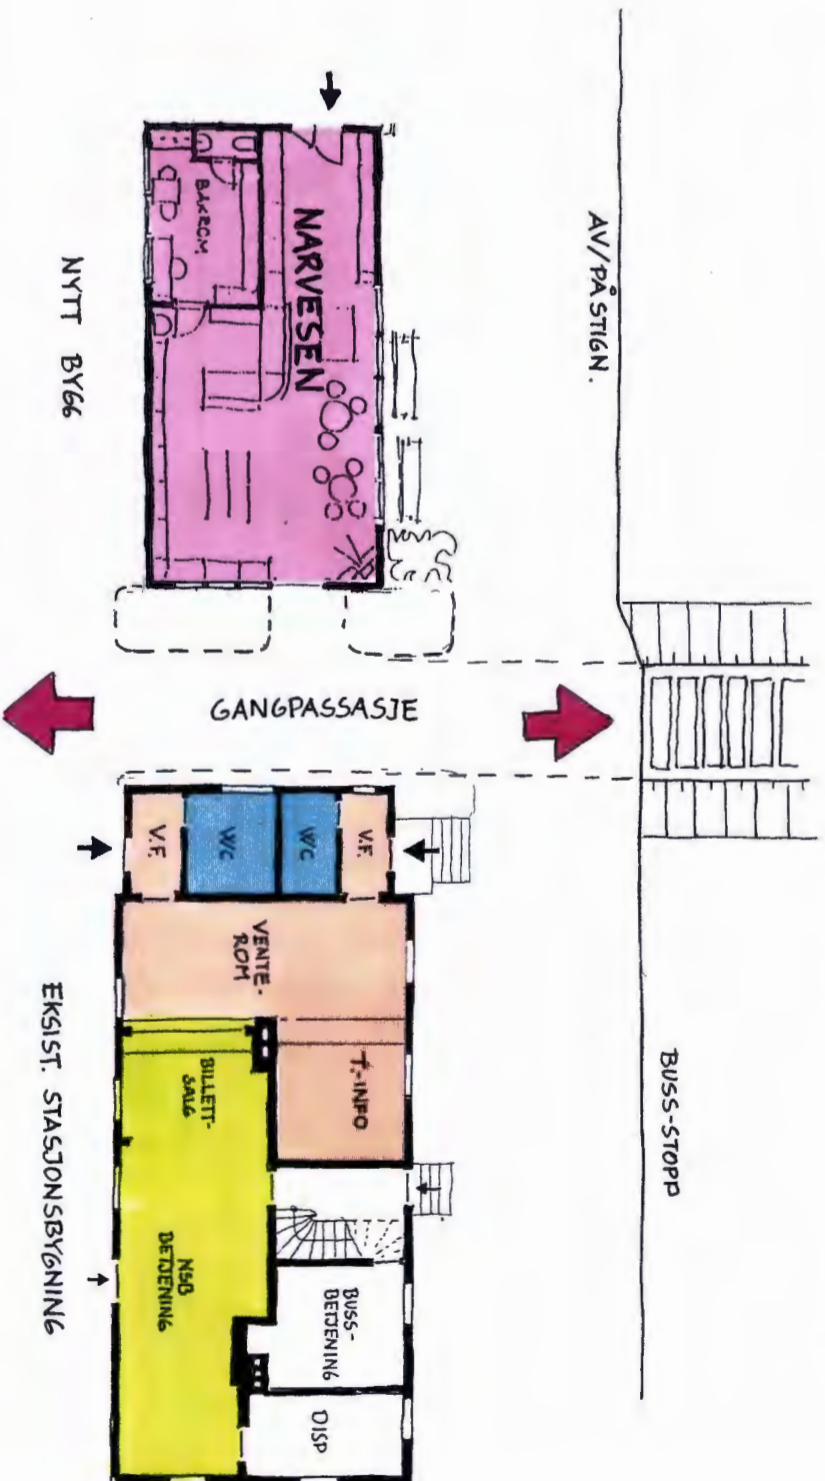 AV/PÅSTIGN.
BUSS-STOPP
NARVESEN
BAKROM
NYTT BYGG
GANGPASSASJE
V.F.
WC
WC
V.F.
VENTE-
ROM
T.-INFO
BILLETT-
SALG
NSB
BETJENING
BUSS-
BETJENING
DISP
EKSIST. STASJONSBYGNING